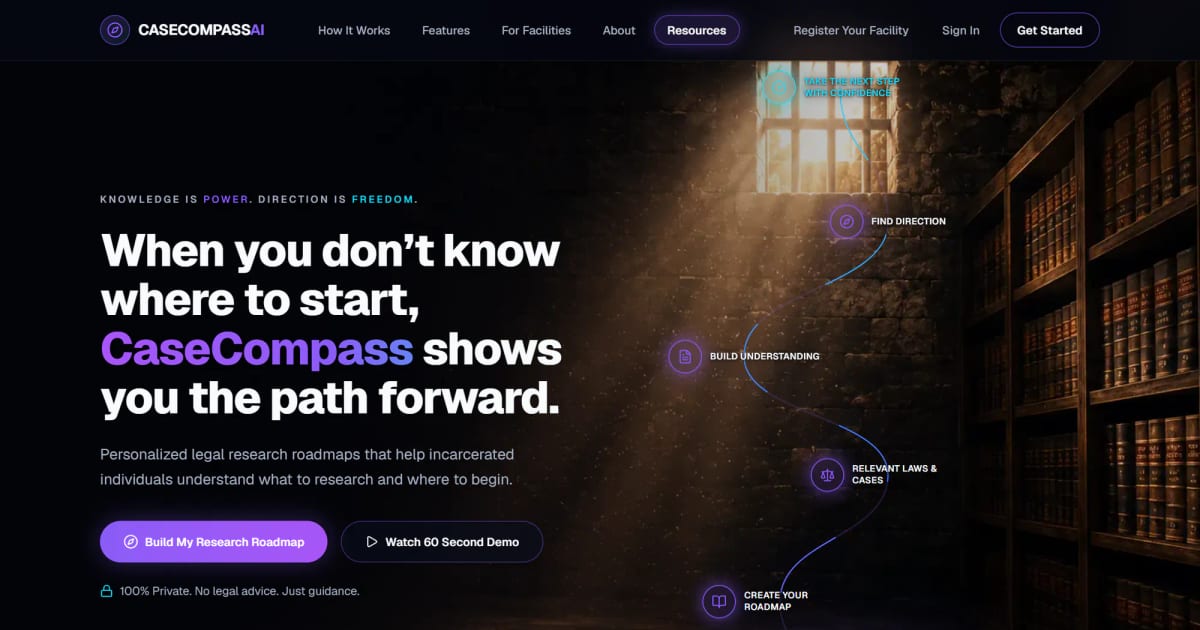 CASECOMPASSAI
How It Works
Features
For Facilities
About
Resources
Register Your Facility
Sign In
Get Started
TAKE THE NEXT STEP
WITH CONFIDENCE
KNOWLEDGE IS POWER. DIRECTION IS FREEDOM.
When you don’t know
where to start,
CaseCompass shows
you the path forward.
Personalized legal research roadmaps that help incarcerated
individuals understand what to research and where to begin.
Build My Research Roadmap
Watch 60 Second Demo
100% Private. No legal advice. Just guidance.
FIND DIRECTION
BUILD UNDERSTANDING
RELEVANT LAWS &
CASES
CREATE YOUR
ROADMAP